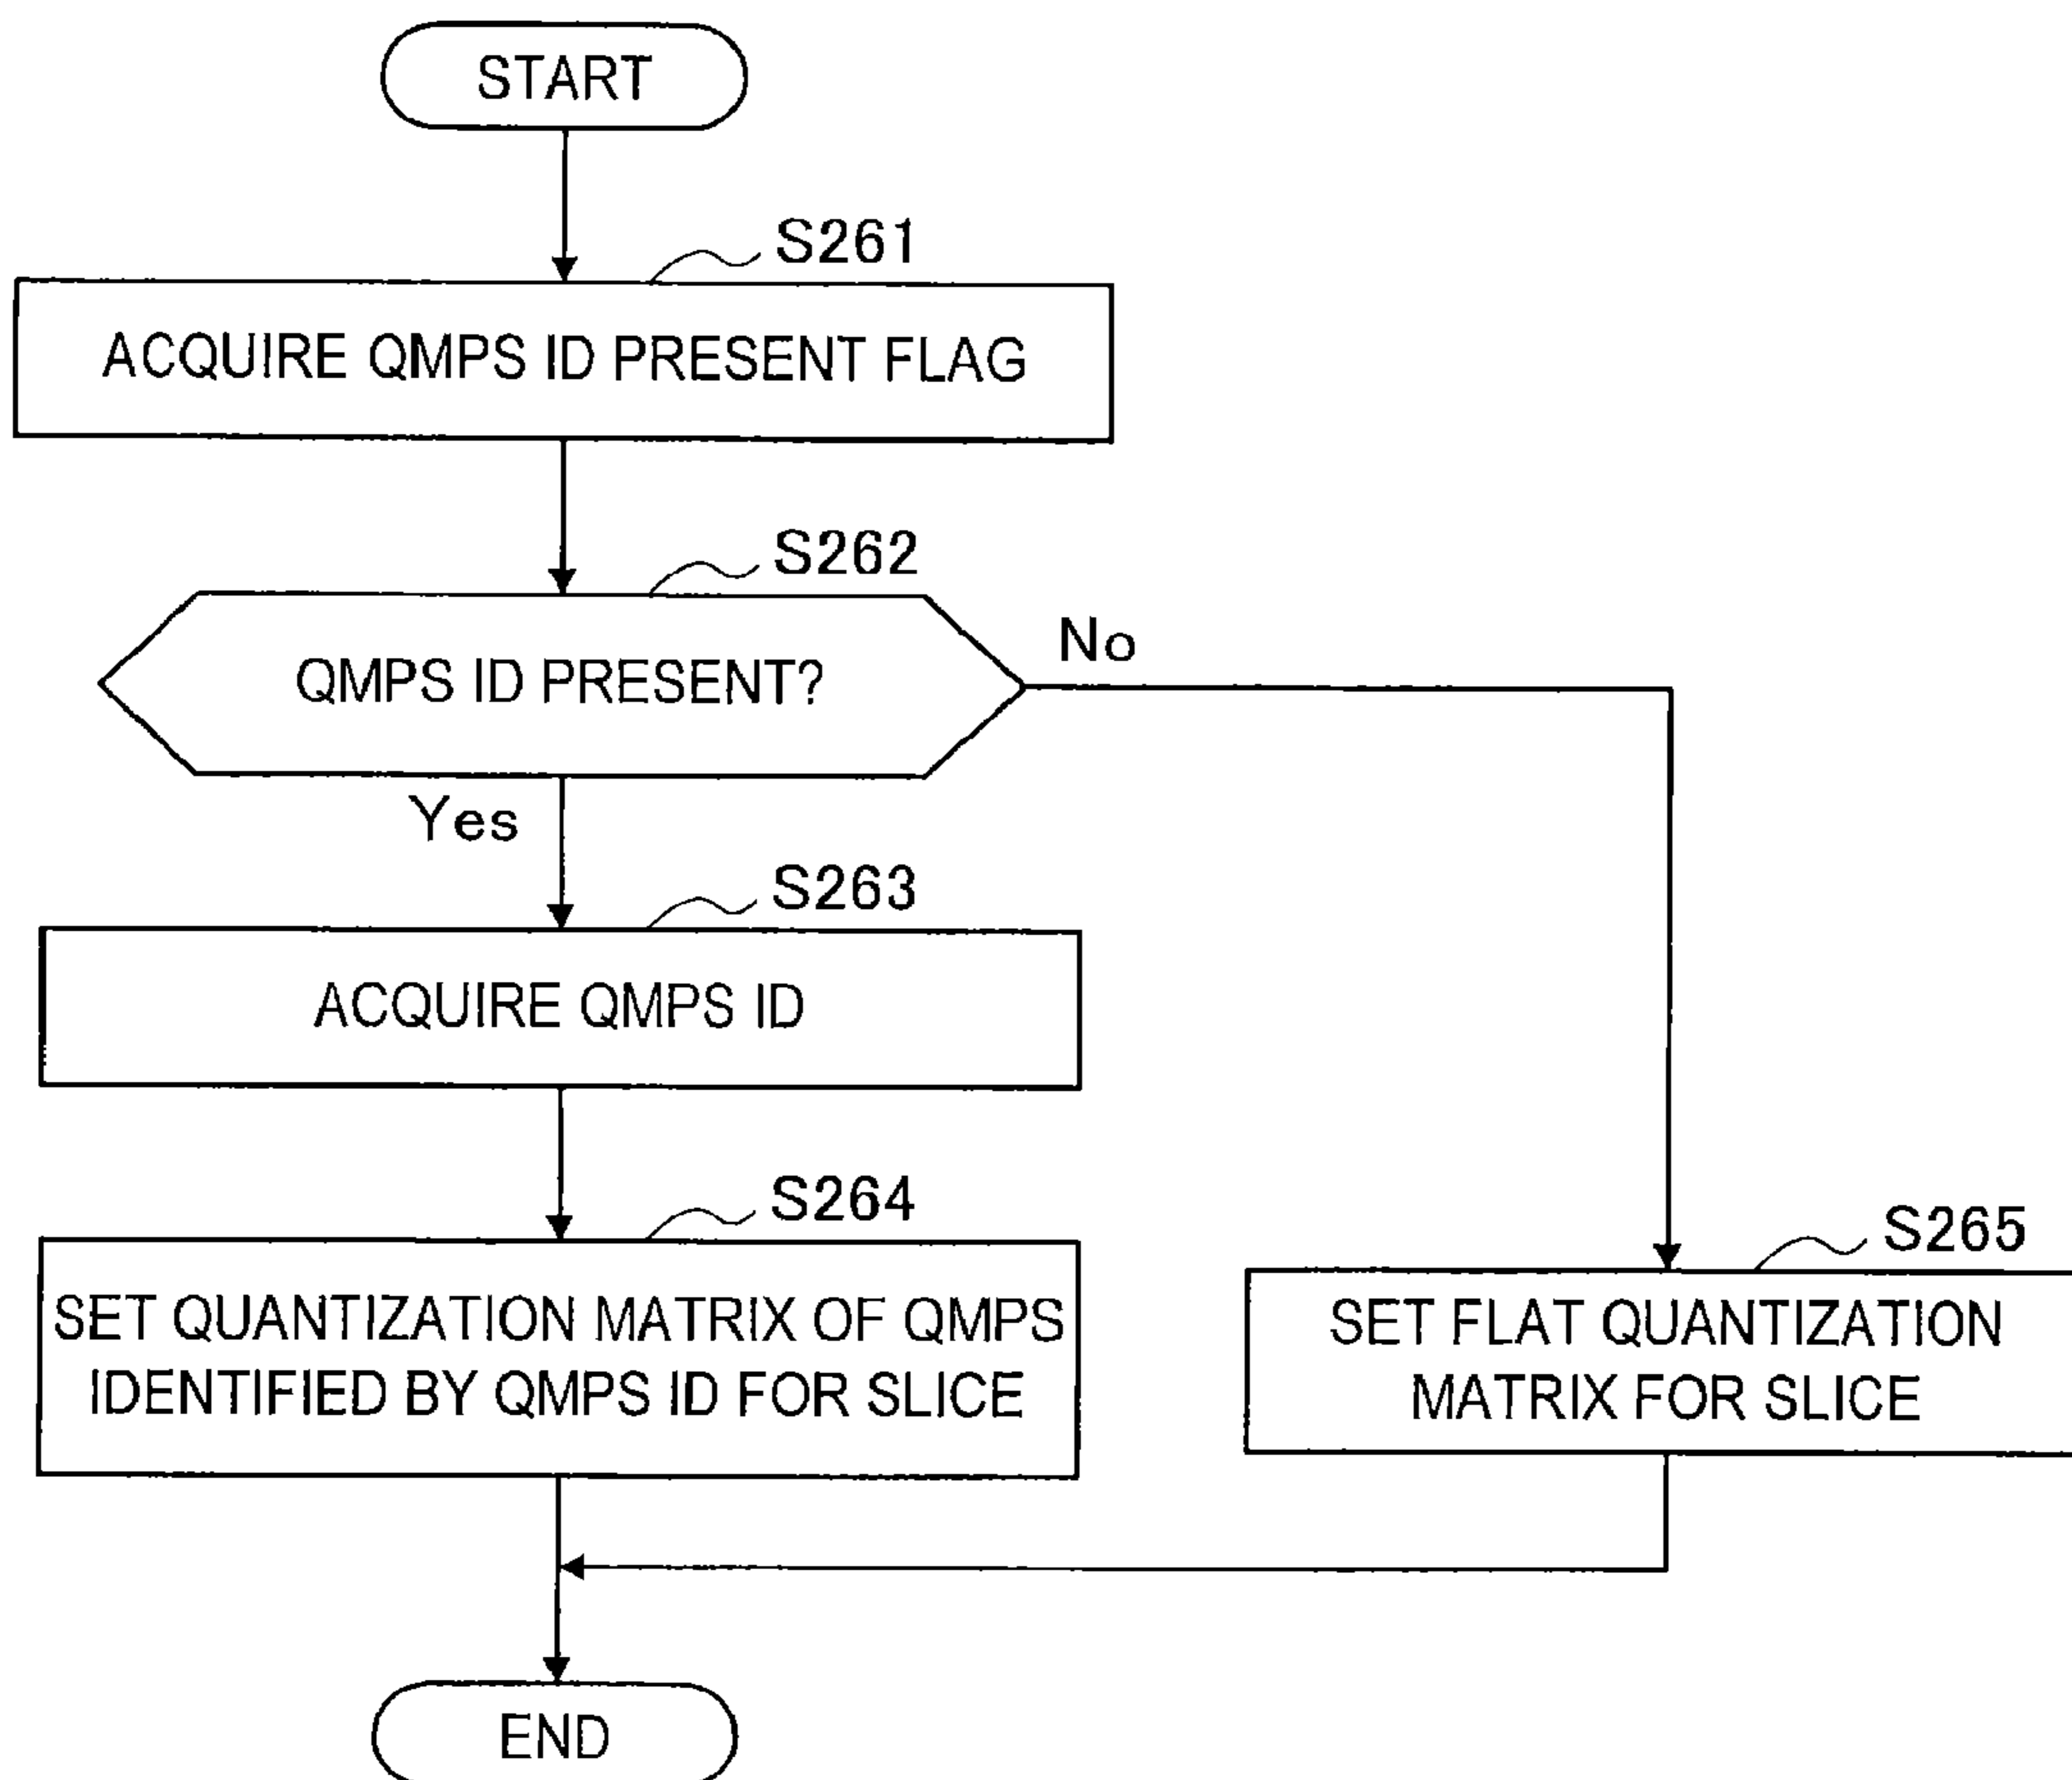 START
S261
ACQUIRE QMPS ID PRESENT FLAG
S262
QMPS ID PRESENT?
No
Yes
S263
ACQUIRE QMPS ID
S264
SET QUANTIZATION MATRIX OF QMPS
IDENTIFIED BY QMPS ID FOR SLICE
S265
SET FLAT QUANTIZATION
MATRIX FOR SLICE
END